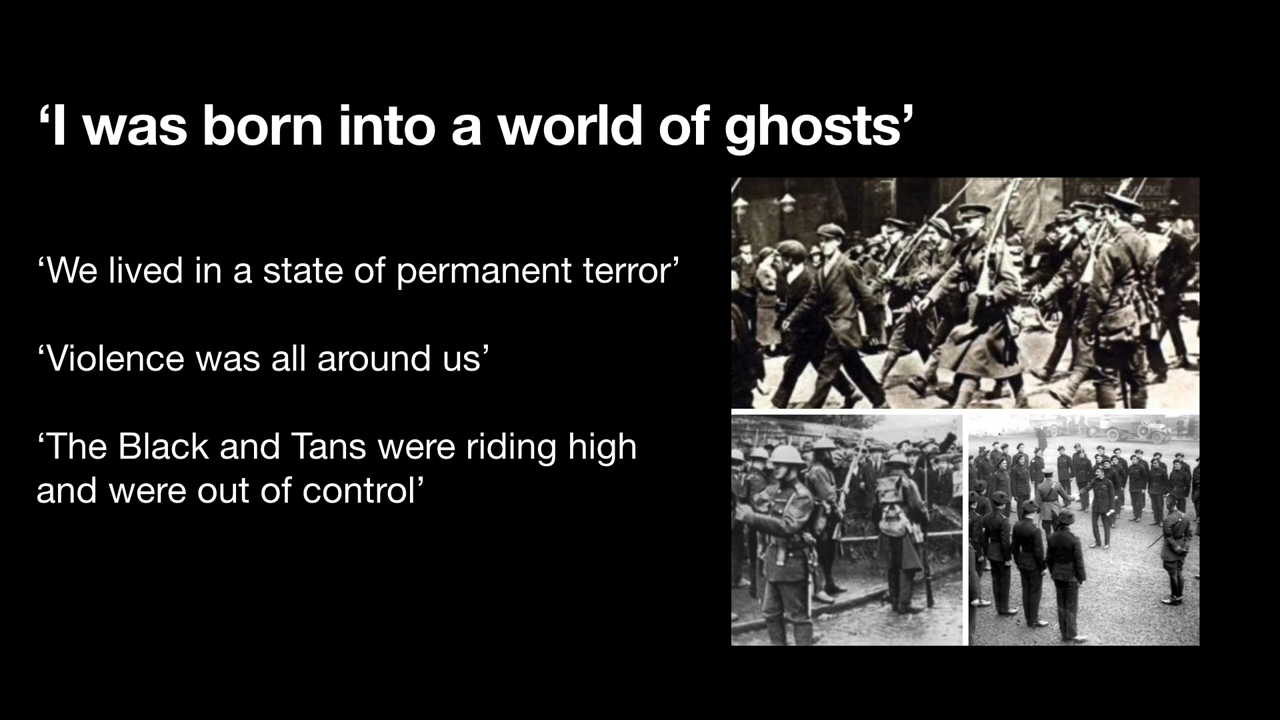 ‘I was born into a world of ghosts’
‘We lived in a state of permanent terror’
‘Violence was all around us’
‘The Black and Tans were riding high
and were out of control’